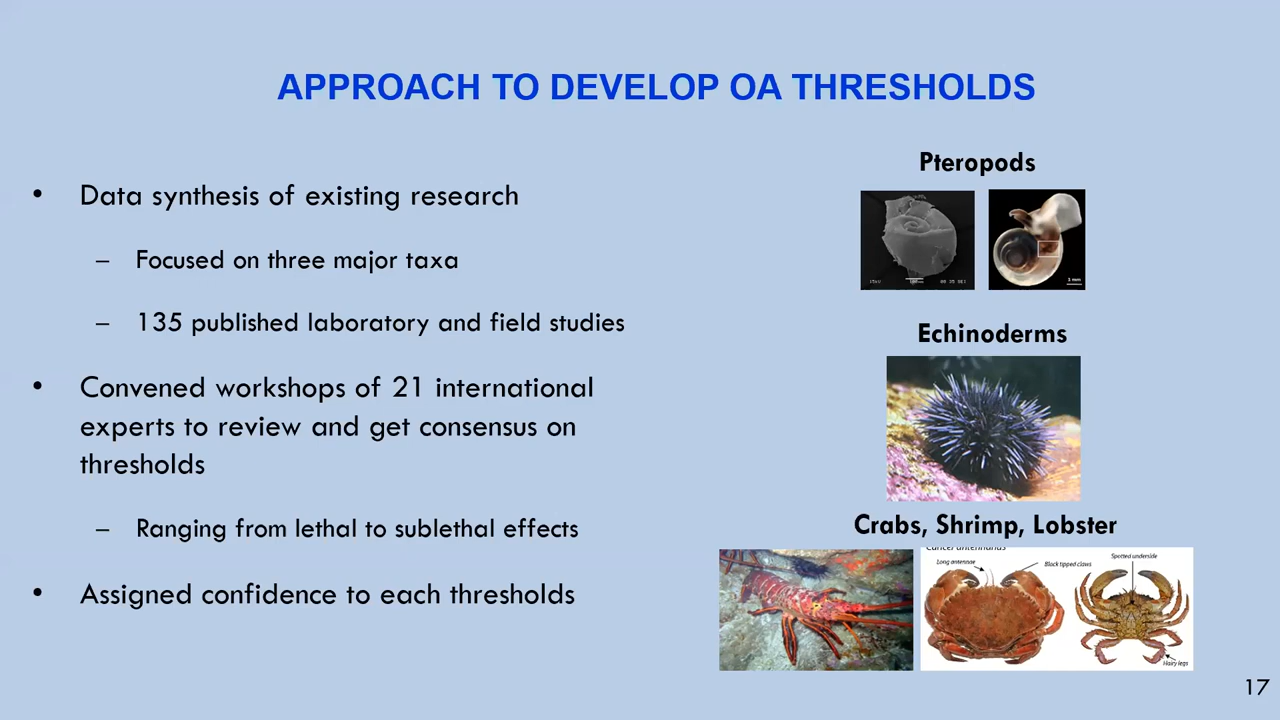 APPROACH TO DEVELOP OA THRESHOLDS
• Data synthesis of existing research
– Focused on three major taxa
– 135 published laboratory and field studies
• Convened workshops of 21 international
experts to review and get consensus on
thresholds
– Ranging from lethal to sublethal effects
• Assigned confidence to each thresholds
Pteropods
1 mm
Echinoderms
Crabs, Shrimp, Lobster
Long antennae
Black tipped claws
Spotted underside
Hairy legs
17